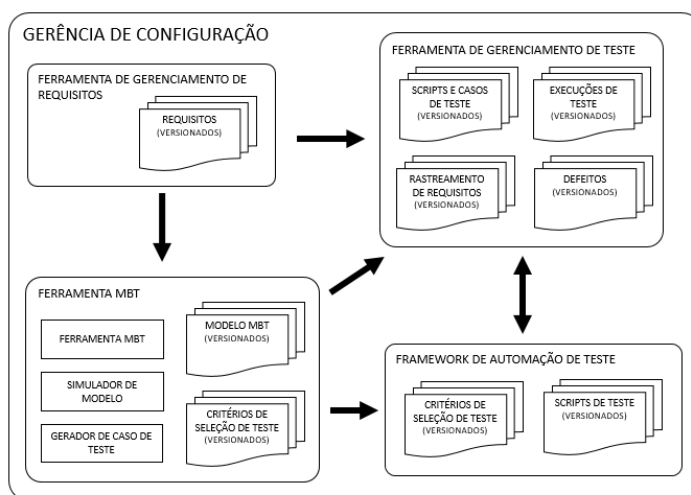 GERÊNCIA DE CONFIGURAÇÃO
FERRAMENTA DE GERENCIAMENTO DE
REQUISITOS
REQUISITOS
(VERSIONADOS)
FERRAMENTA DE GERENCIAMENTO DE TESTE
SCRIPTS E CASOS
DE TESTE
(VERSIONADOS)
EXECUÇÕES DE
TESTE
(VERSIONADOS)
RASTREAMENTO
DE REQUISITOS
(VERSIONADOS)
DEFEITOS
(VERSIONADOS)
FERRAMENTA MBT
FERRAMENTA MBT
SIMULADOR DE
MODELO
GERADOR DE CASO DE
TESTE
MODELO MBT
(VERSIONADOS)
CRITÉRIOS DE
SELEÇÃO DE TESTE
(VERSIONADOS)
FRAMEWORK DE AUTOMAÇÃO DE TESTE
CRITÉRIOS DE
SELEÇÃO DE TESTE
(VERSIONADOS)
SCRIPTS DE TESTE
(VERSIONADOS)